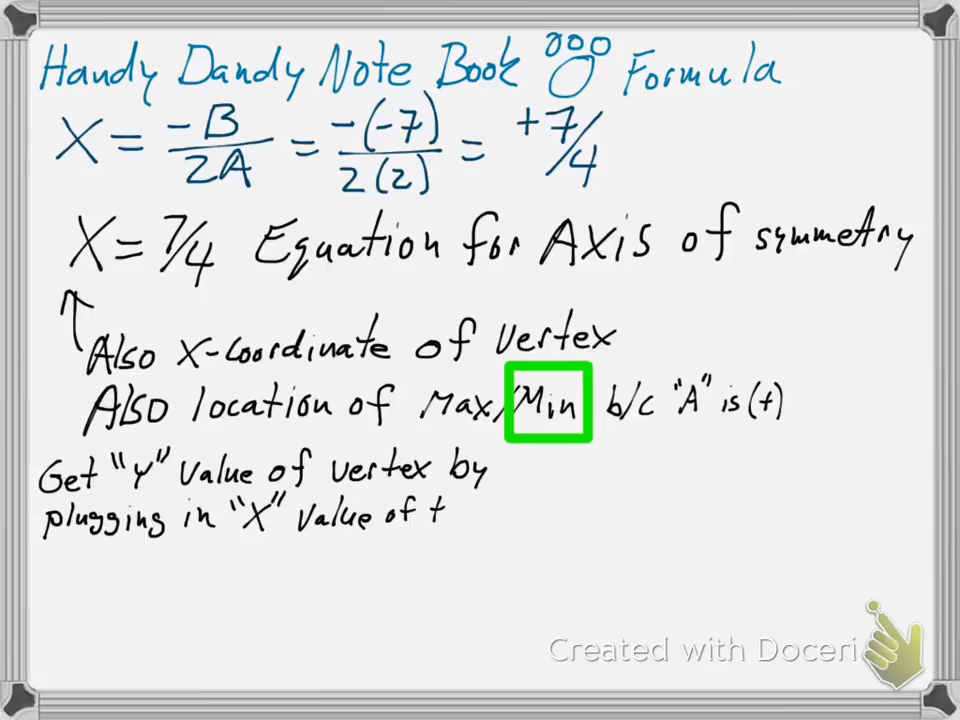 Handy Dandy Note Book Formula
X = -B/2A = -(-7)/2(2) = +7/4
X = 7/4 Equation for Axis of symmetry
Also x-coordinate of vertex
Also location of Max/Min b/c "A" is (+)
Get "Y" value of vertex by
plugging in "X" value of t
Created with Doceri